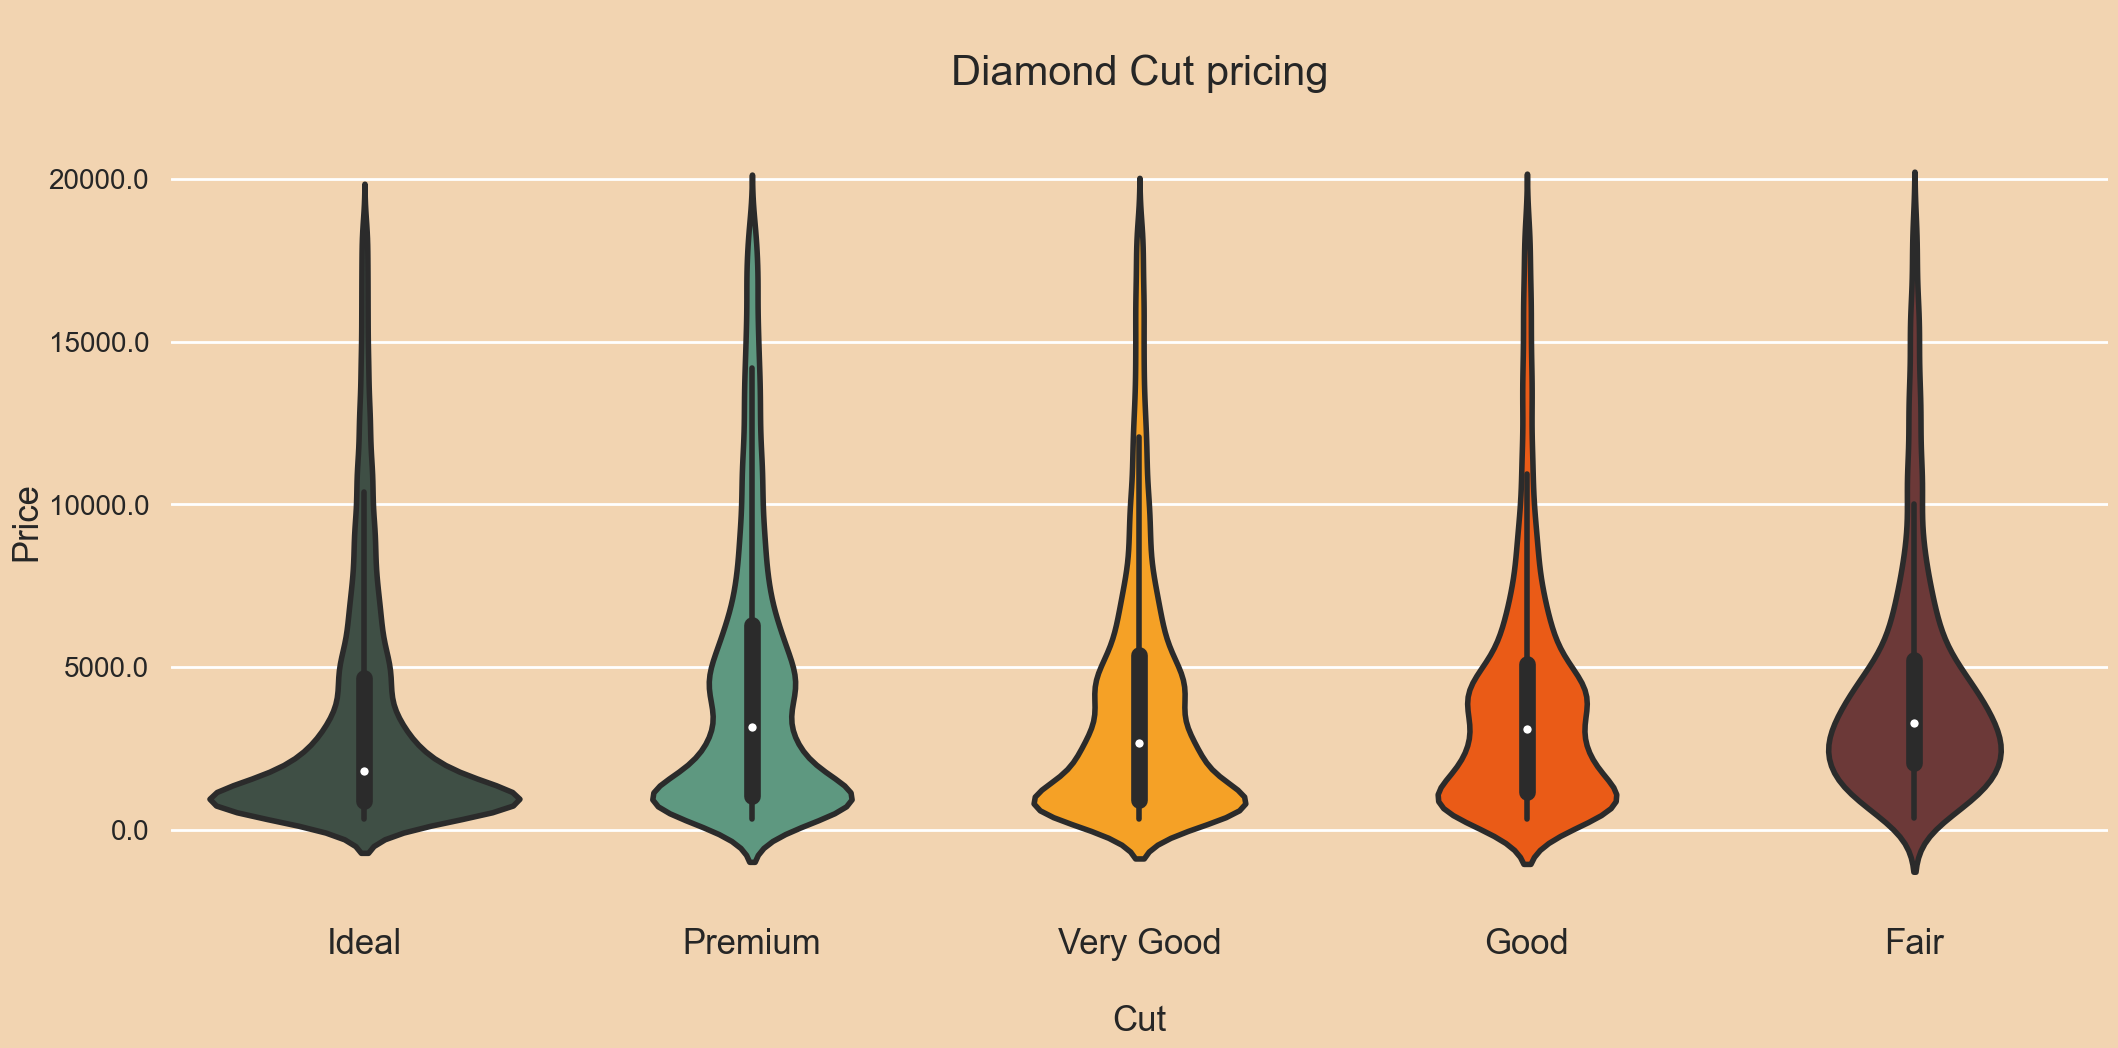 Diamond Cut pricing
20000.0
15000.0
10000.0
5000.0
0.0
Price
Ideal
Premium
Very Good
Good
Fair
Cut